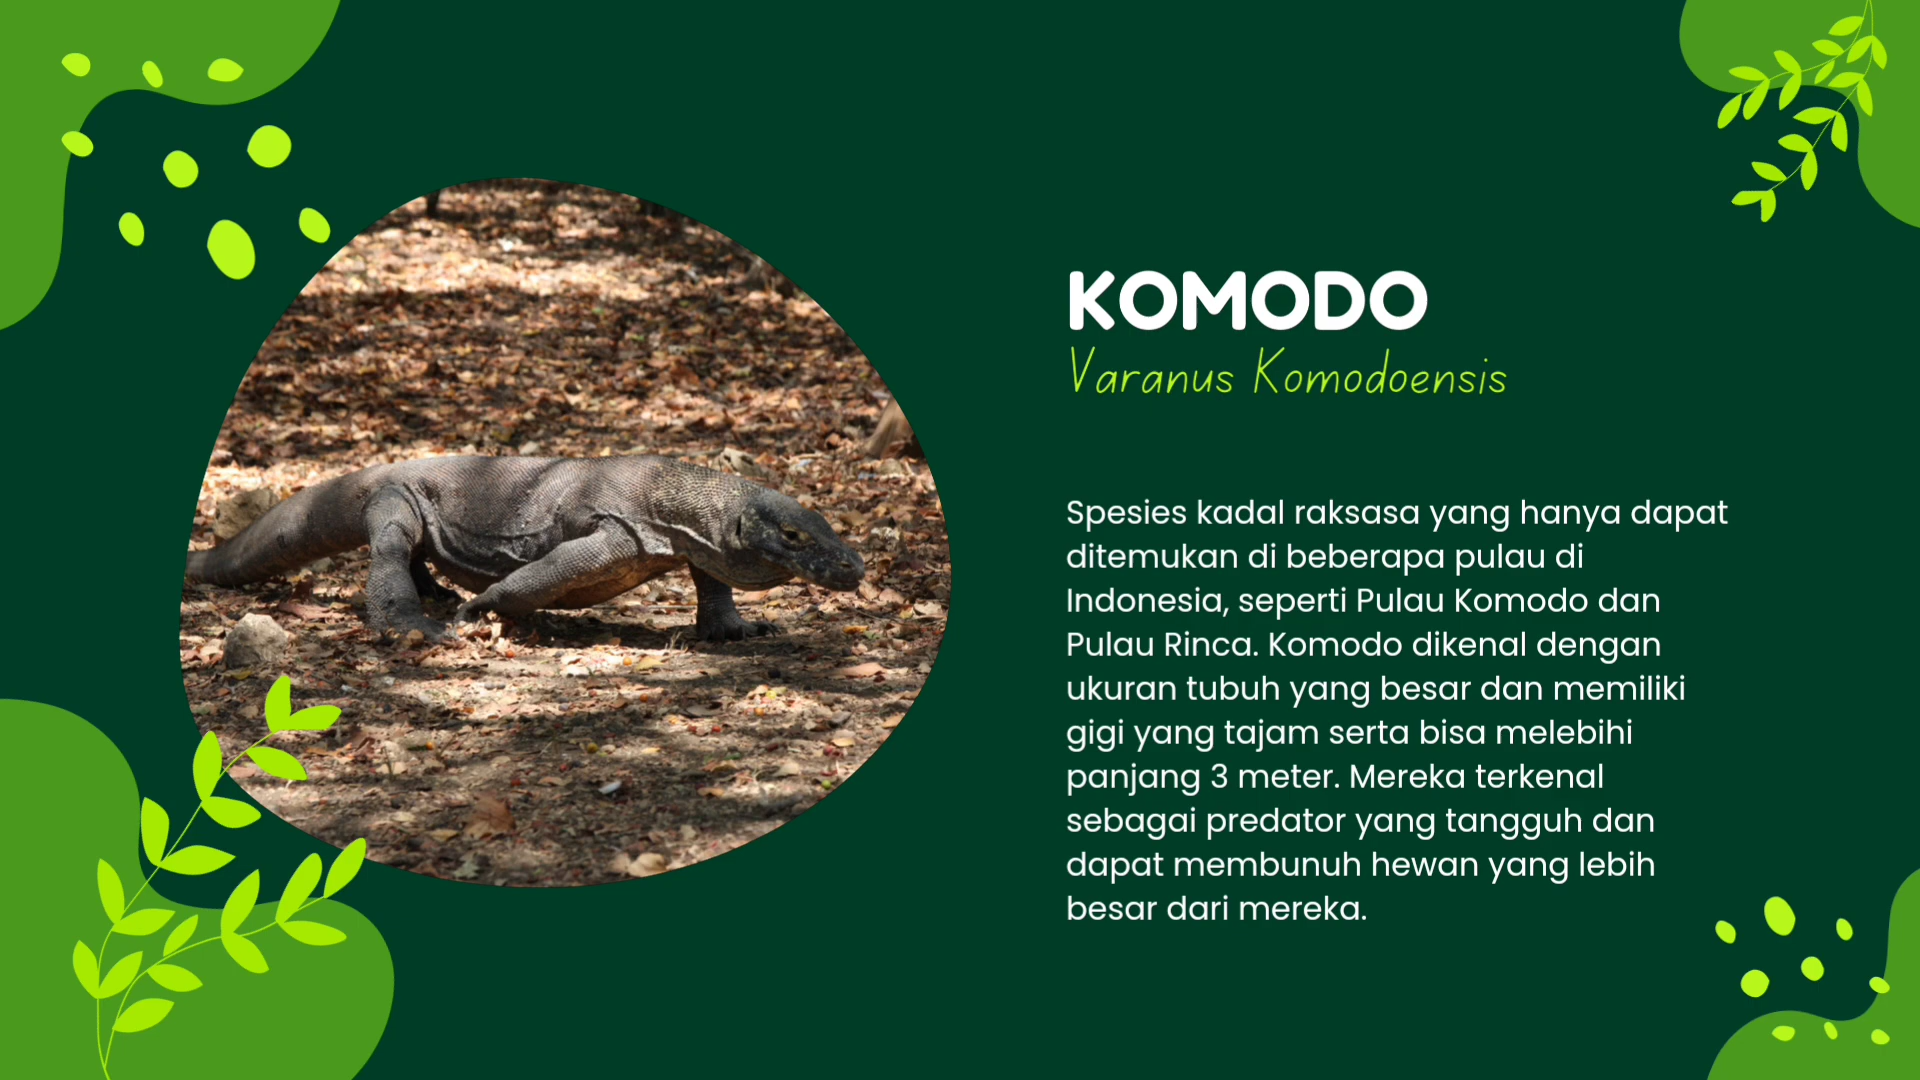 KOMODO
Varanus Komodoensis
Spesies kadal raksasa yang hanya dapat
ditemukan di beberapa pulau di
Indonesia, seperti Pulau Komodo dan
Pulau Rinca. Komodo dikenal dengan
ukuran tubuh yang besar dan memiliki
gigi yang tajam serta bisa melebihi
panjang 3 meter. Mereka terkenal
sebagai predator yang tangguh dan
dapat membunuh hewan yang lebih
besar dari mereka.